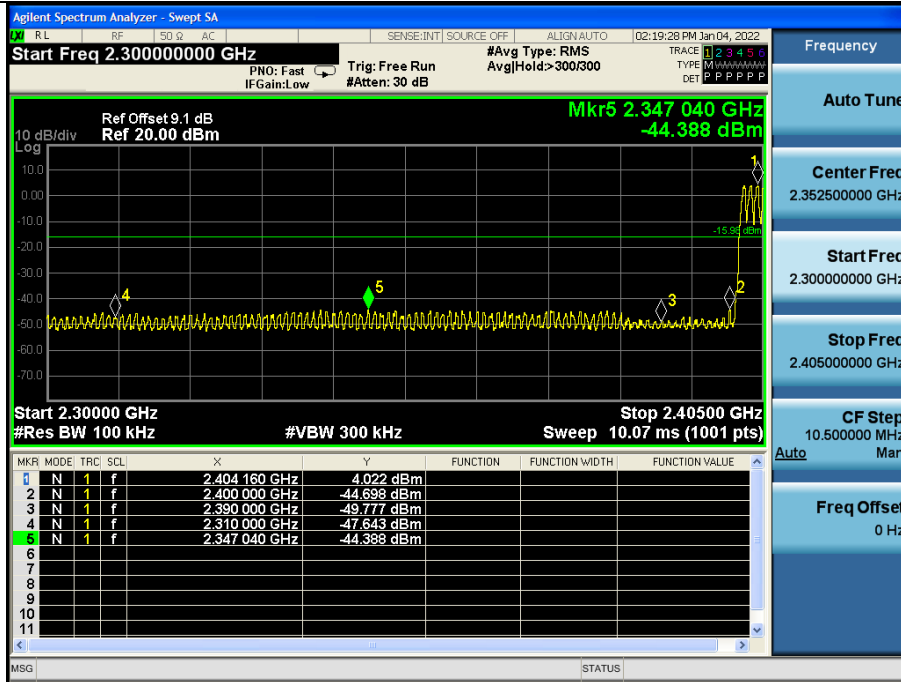 Agilent Spectrum Analyzer - Swept SA
LXI RL RF 50 Ω AC SENSE:INT SOURCE OFF ALIGN AUTO 02:19:28 PM Jan 04, 2022
Start Freq 2.300000000 GHz
PNO: Fast
IFGain:Low
Trig: Free Run
#Atten: 30 dB
#Avg Type: RMS
Avg|Hold:>300/300
TRACE 1 2 3 4 5 6
TYPE M
DET P P P P P P
Mkr5 2.347 040 GHz
-44.388 dBm
Ref Offset 9.1 dB
10 dB/div Ref 20.00 dBm
Log
10.0
0.00
-10.0
-20.0
-30.0
-40.0
-50.0
-60.0
-70.0
1
-15.98 dBm
4
5
3
2
Start 2.30000 GHz Stop 2.40500 GHz
#Res BW 100 kHz #VBW 300 kHz Sweep 10.07 ms (1001 pts)
MKR MODE TRC SCL X Y FUNCTION FUNCTION WIDTH FUNCTION VALUE
1 N 1 f 2.404 160 GHz 4.022 dBm
2 N 1 f 2.400 000 GHz -44.698 dBm
3 N 1 f 2.390 000 GHz -49.777 dBm
4 N 1 f 2.310 000 GHz -47.643 dBm
5 N 1 f 2.347 040 GHz -44.388 dBm
6
7
8
9
10
11
MSG STATUS
Frequency
Auto Tune
Center Freq
2.352500000 GHz
Start Freq
2.300000000 GHz
Stop Freq
2.405000000 GHz
CF Step
10.500000 MHz
Auto Man
Freq Offset
0 Hz